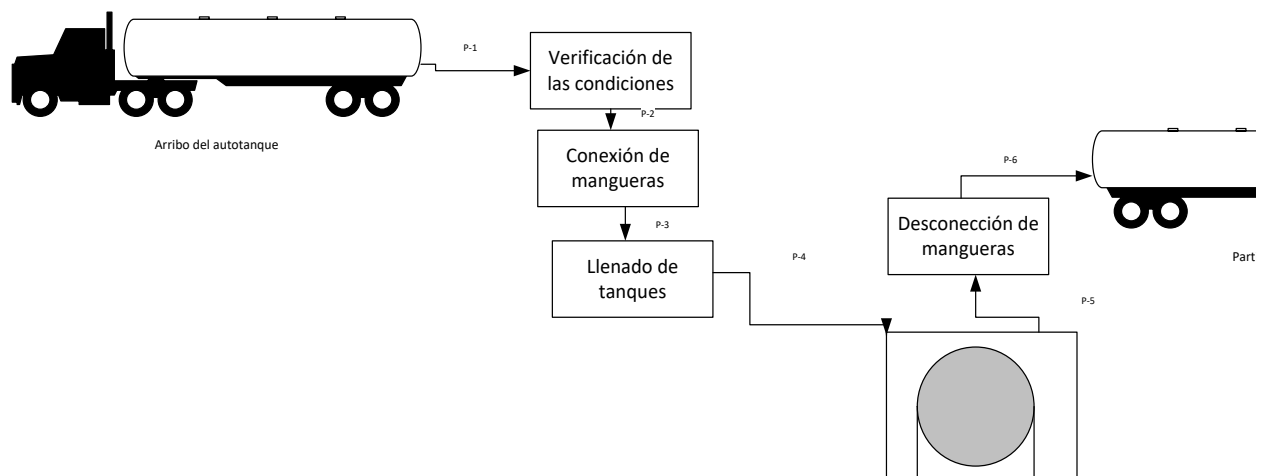 P-1
Verificación de
las condiciones
Arribo del autotanque
P-2
Conexión de
mangueras
P-3
Llenado de
tanques
P-4
P-5
Desconección de
mangueras
P-6
Part